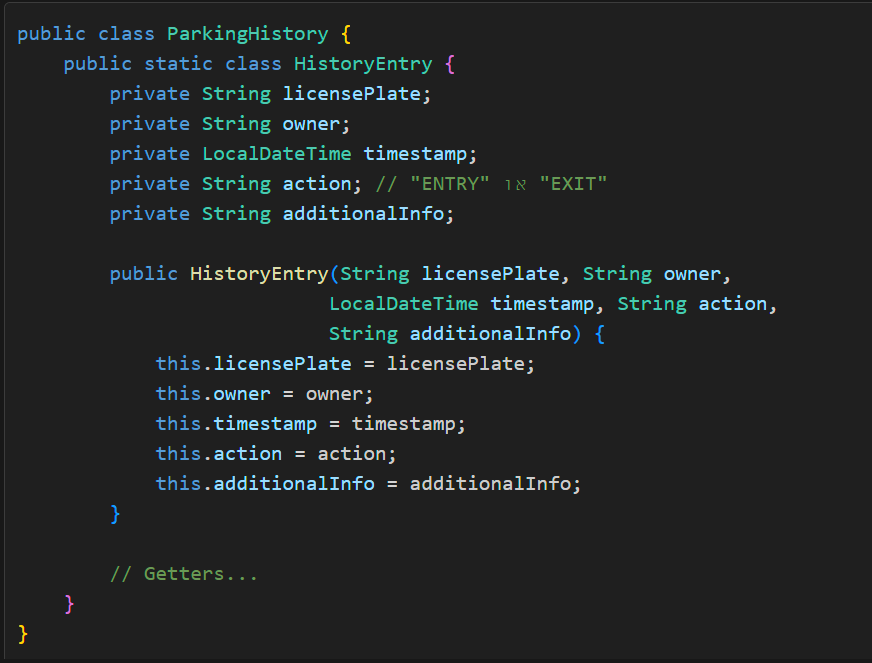 public class ParkingHistory {
public static class HistoryEntry {
private String licensePlate;
private String owner;
private LocalDateTime timestamp;
private String action; // "ENTRY" או "EXIT"
private String additionalInfo;
public HistoryEntry(String licensePlate, String owner,
LocalDateTime timestamp, String action,
String additionalInfo) {
this.licensePlate = licensePlate;
this.owner = owner;
this.timestamp = timestamp;
this.action = action;
this.additionalInfo = additionalInfo;
}
// Getters...
}
}